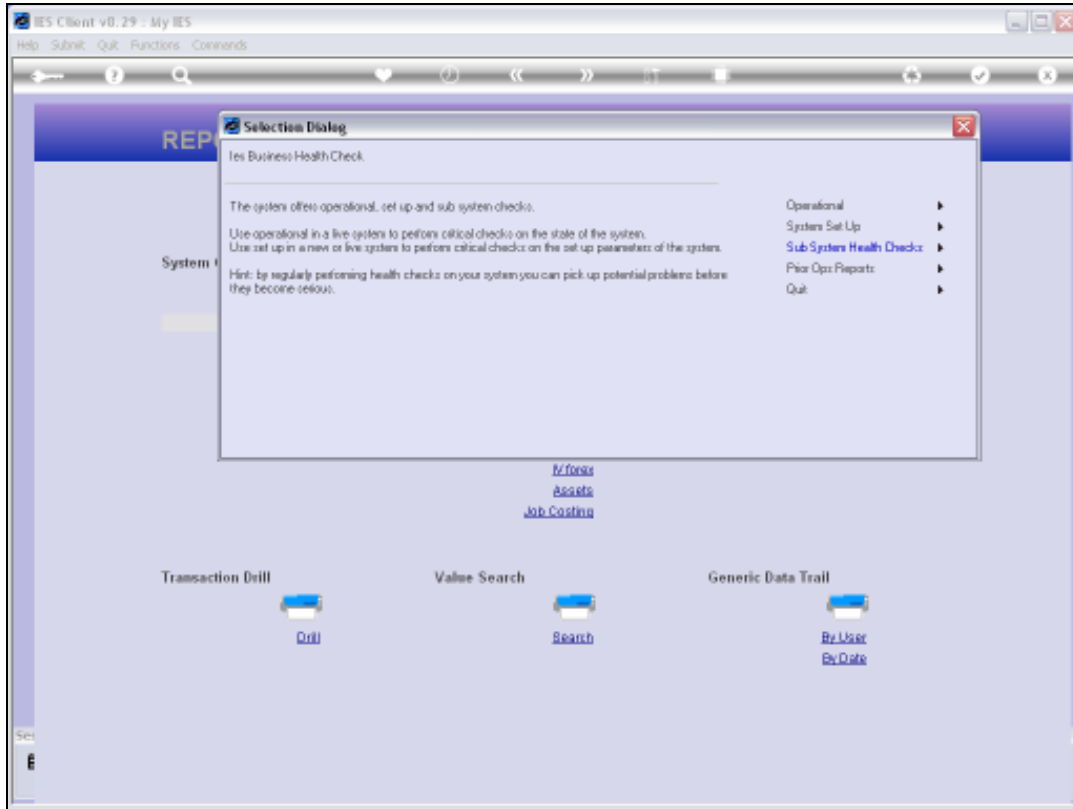 IES Client v8.29 : My IES
Help Submit Quit Functions Commands
REP
Selection Dialog
Ies Business Health Check.
The system offers operational, set up and sub system checks.
Use operational in a live system to perform critical checks on the state of the system.
Use set up in a new or live system to perform critical checks on the set up parameters of the system.
Hint: by regularly performing health checks on your system you can pick up potential problems before
they become serious.
Operational
System Set Up
Sub System Health Checks
Prior Ops Reports
Quit
System
IV forex
Assets
Job Costing
Transaction Drill
Value Search
Generic Data Trail
Drill
Search
By User
By Date
Ses